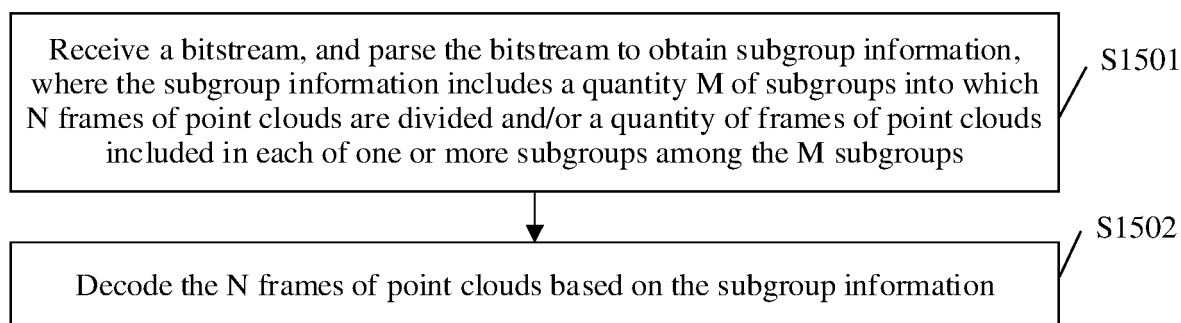 Receive a bitstream, and parse the bitstream to obtain subgroup information,
where the subgroup information includes a quantity M of subgroups into which
N frames of point clouds are divided and/or a quantity of frames of point clouds
included in each of one or more subgroups among the M subgroups
S1501
S1502
Decode the N frames of point clouds based on the subgroup information